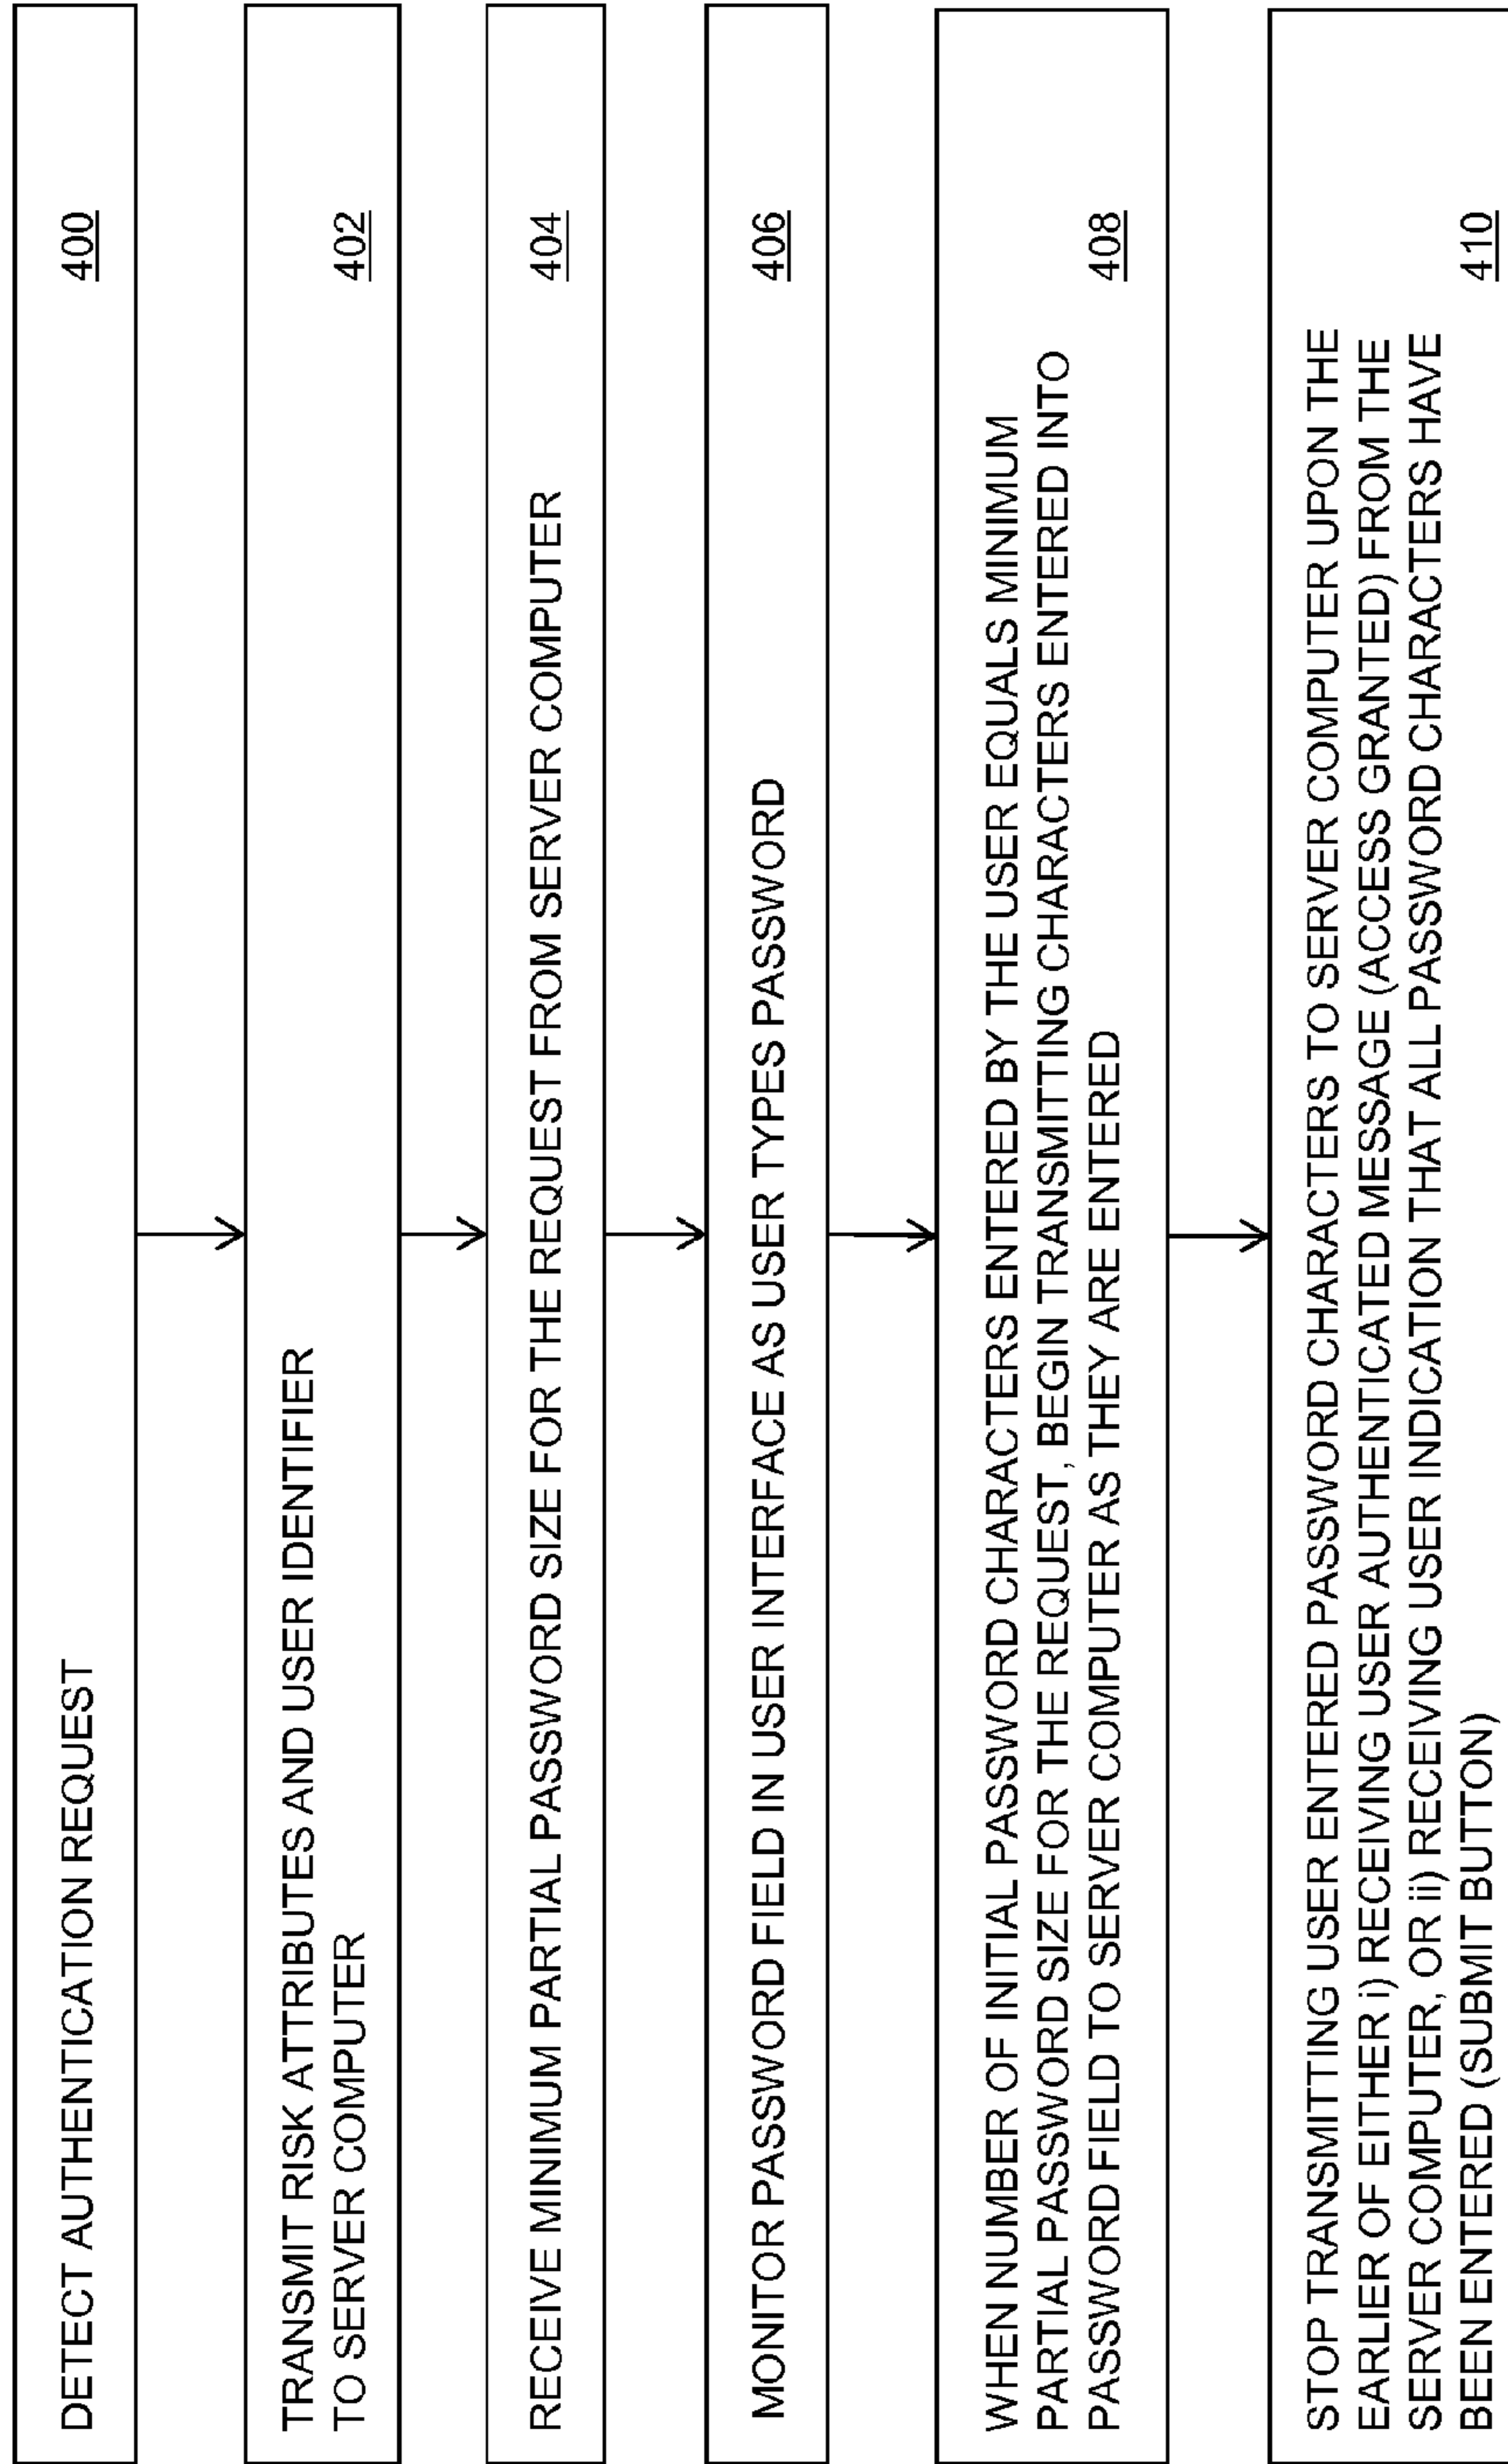 DETECT AUTHENTICATION REQUEST
400
TRANSMIT RISK ATTRIBUTES AND USER IDENTIFIER
TO SERVER COMPUTER
402
RECEIVE MINIMUM PARTIAL PASSWORD SIZE FOR THE REQUEST FROM SERVER COMPUTER
404
MONITOR PASSWORD FIELD IN USER INTERFACE AS USER TYPES PASSWORD
406
WHEN NUMBER OF INITIAL PASSWORD CHARACTERS ENTERED BY THE USER EQUALS MINIMUM
PARTIAL PASSWORD SIZE FOR THE REQUEST, BEGIN TRANSMITTING CHARACTERS ENTERED INTO
PASSWORD FIELD TO SERVER COMPUTER AS THEY ARE ENTERED
408
STOP TRANSMITTING USER ENTERED PASSWORD CHARACTERS TO SERVER COMPUTER UPON THE
EARLIER OF EITHER i) RECEIVING USER AUTHENTICATED MESSAGE (ACCESS GRANTED) FROM THE
SERVER COMPUTER, OR ii) RECEIVING USER INDICATION THAT ALL PASSWORD CHARACTERS HAVE
BEEN ENTERED (SUBMIT BUTTON)
410